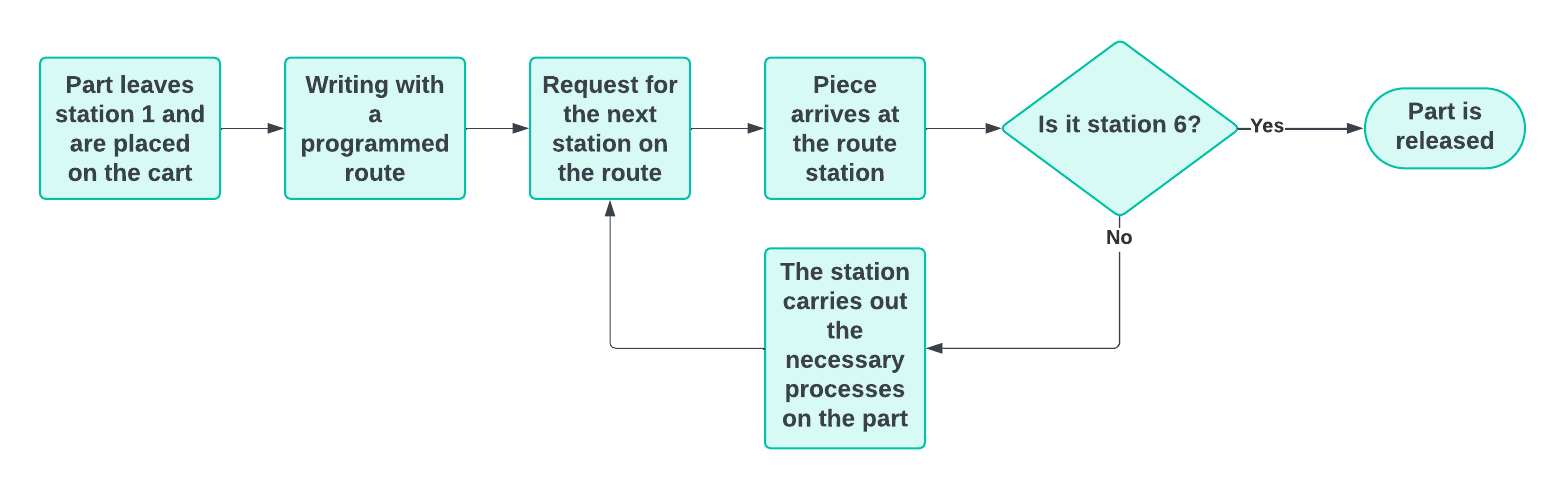 Part leaves
station 1 and
are placed
on the cart
Writing with
a
programmed
route
Request for
the next
station on
the route
Piece
arrives at
the route
station
Is it station 6?
Yes
Part is
released
No
The station
carries out
the
necessary
processes
on the part